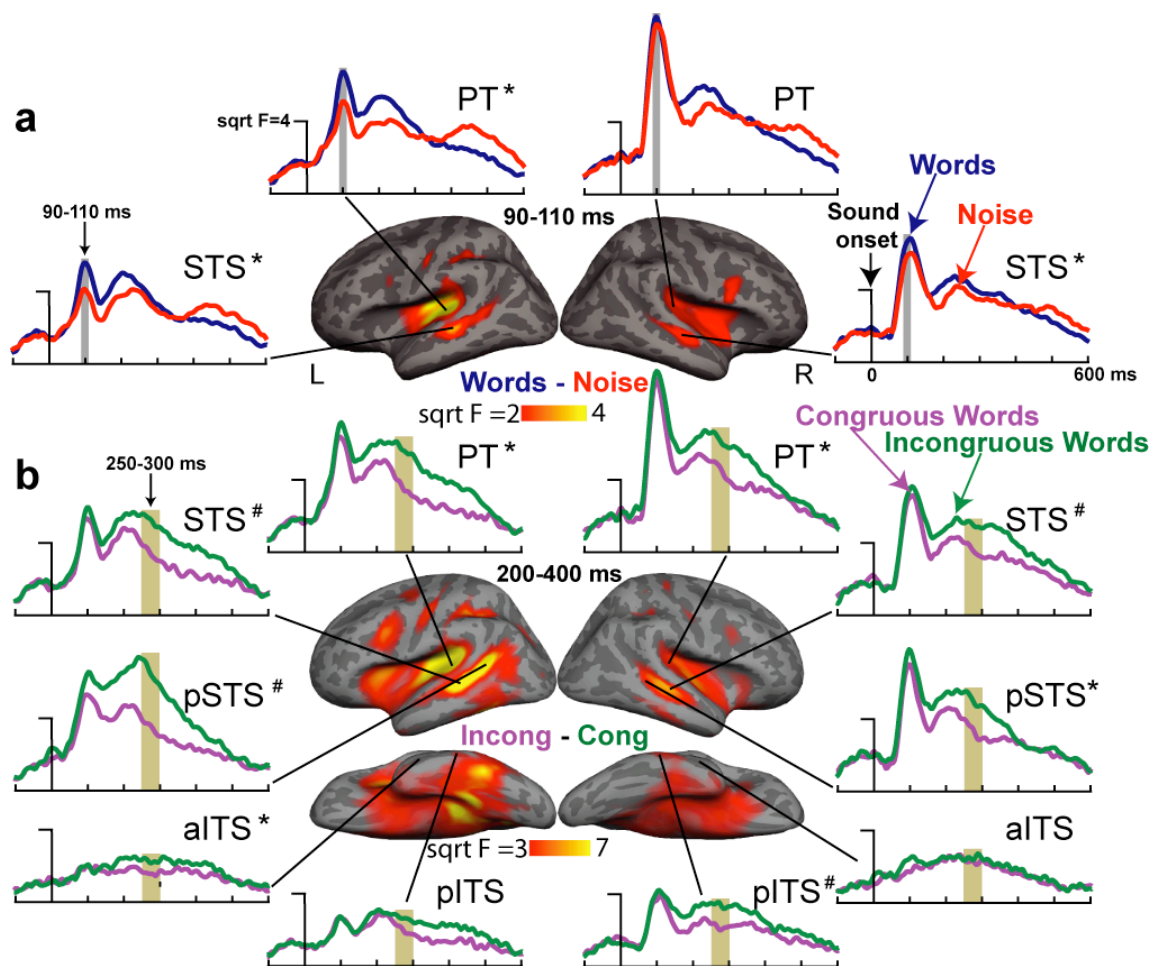 a
PT*
PT
sqrt F=4
Words
90-110 ms
90-110 ms
Sound
onset
Noise
STS*
STS*
L
R
0
600 ms
Words - Noise
sqrt F =2
4
Congruous Words
Incongruous Words
b
250-300 ms
PT*
PT*
STS#
STS#
200-400 ms
pSTS#
pSTS*
Incong - Cong
aITS*
aITS
sqrt F =3
7
pITS
pITS#